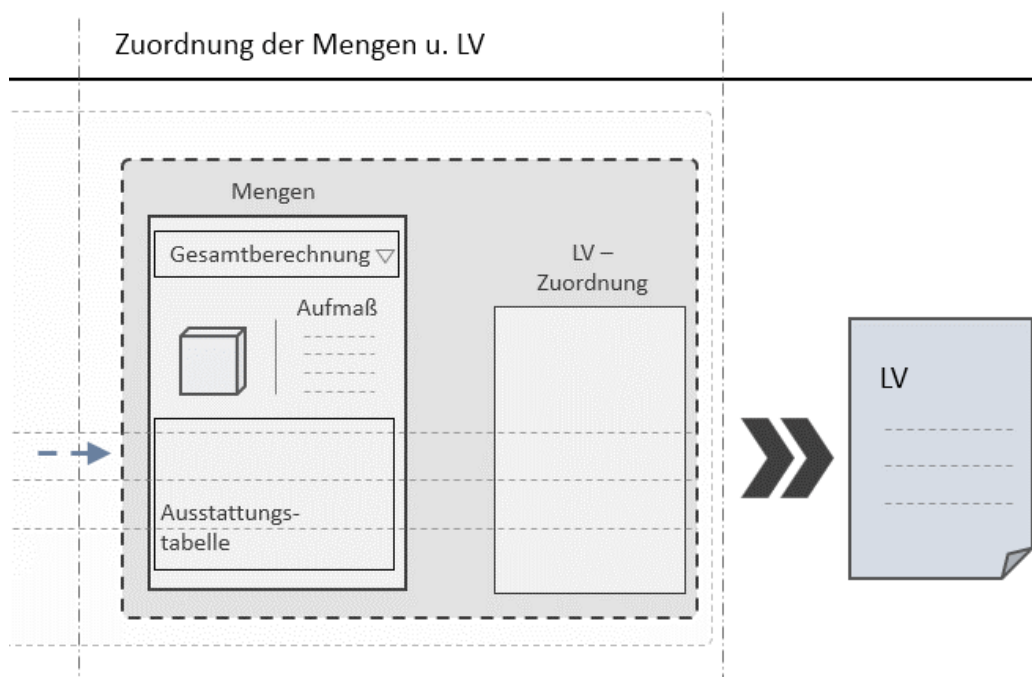 Zuordnung der Mengen u. LV
Mengen
Gesamtberechnung
Aufmaß
Ausstattungs-
tabelle
LV –
Zuordnung
LV